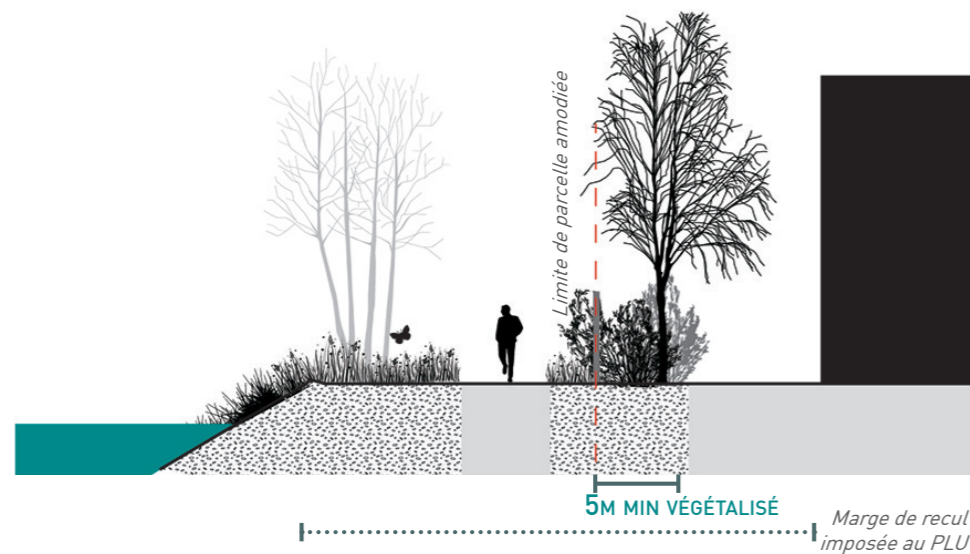 Limite de parcelle amodiée
5M MIN VÉGÉTALISÉ
Marge de recul
imposée au PLU